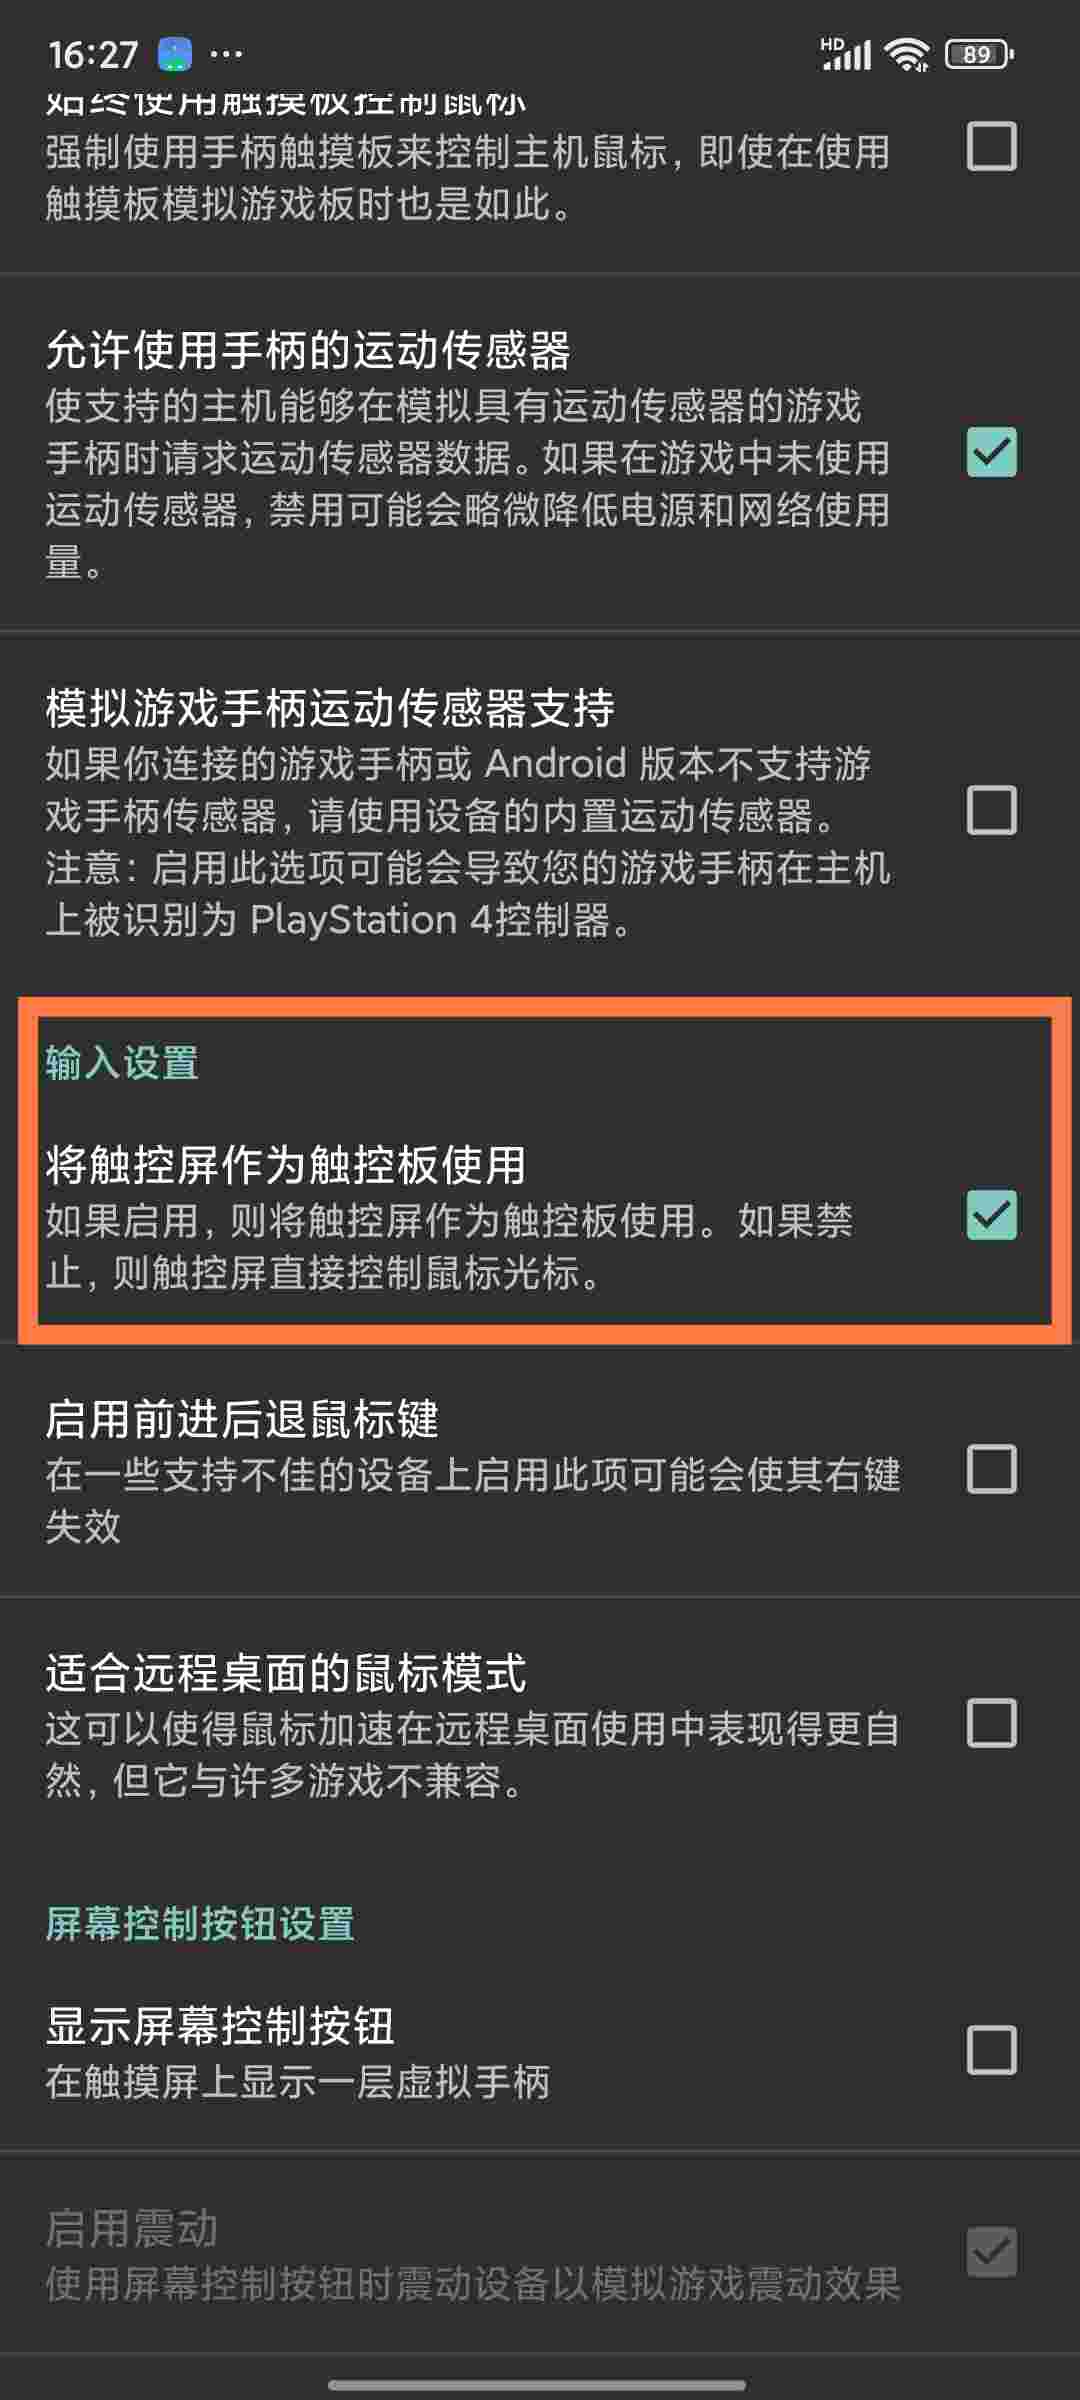 16:27 ...
HD 89
始终使用触摸板控制鼠标
强制使用手柄触摸板来控制主机鼠标，即使在使用
触摸板模拟游戏板时也是如此。
允许使用手柄的运动传感器
使支持的主机能够在模拟具有运动传感器的游戏
手柄时请求运动传感器数据。如果在游戏中未使用
运动传感器，禁用可能会略微降低电源和网络使用
量。
模拟游戏手柄运动传感器支持
如果你连接的游戏手柄或 Android 版本不支持游
戏手柄传感器，请使用设备的内置运动传感器。
注意：启用此选项可能会导致您的游戏手柄在主机
上被识别为 PlayStation 4控制器。
输入设置
将触控屏作为触控板使用
如果启用，则将触控屏作为触控板使用。如果禁
止，则触控屏直接控制鼠标光标。
启用前进后退鼠标键
在一些支持不佳的设备上启用此项可能会使其右键
失效
适合远程桌面的鼠标模式
这可以使得鼠标加速在远程桌面使用中表现得更自
然，但它与许多游戏不兼容。
屏幕控制按钮设置
显示屏幕控制按钮
在触摸屏上显示一层虚拟手柄
启用震动
使用屏幕控制按钮时震动设备以模拟游戏震动效果